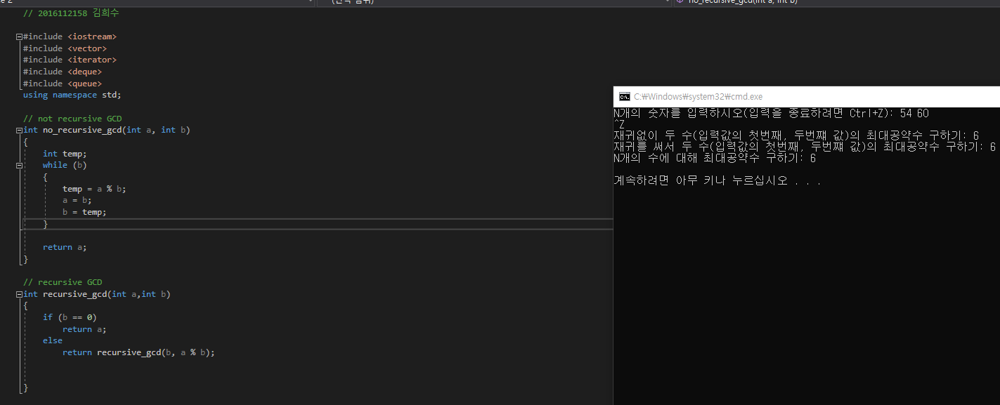 // 2016112158 김희수
#include <iostream>
#include <vector>
#include <iterator>
#include <deque>
#include <queue>
using namespace std;
// not recursive GCD
int no_recursive_gcd(int a, int b)
{
int temp;
while (b)
{
temp = a % b;
a = b;
b = temp;
}
return a;
}
// recursive GCD
int recursive_gcd(int a,int b)
{
if (b == 0)
return a;
else
return recursive_gcd(b, a % b);
}
C:₩Windows₩system32₩cmd.exe
N개의 숫자를 입력하시오(입력을 종료하려면 Ctrl+Z): 54 60
^Z
재귀없이 두 수(입력값의 첫번째, 두번째 값)의 최대공약수 구하기: 6
재귀를 써서 두 수(입력값의 첫번째, 두번째 값)의 최대공약수 구하기: 6
N개의 수에 대해 최대공약수 구하기: 6
계속하려면 아무 키나 누르십시오 . . .